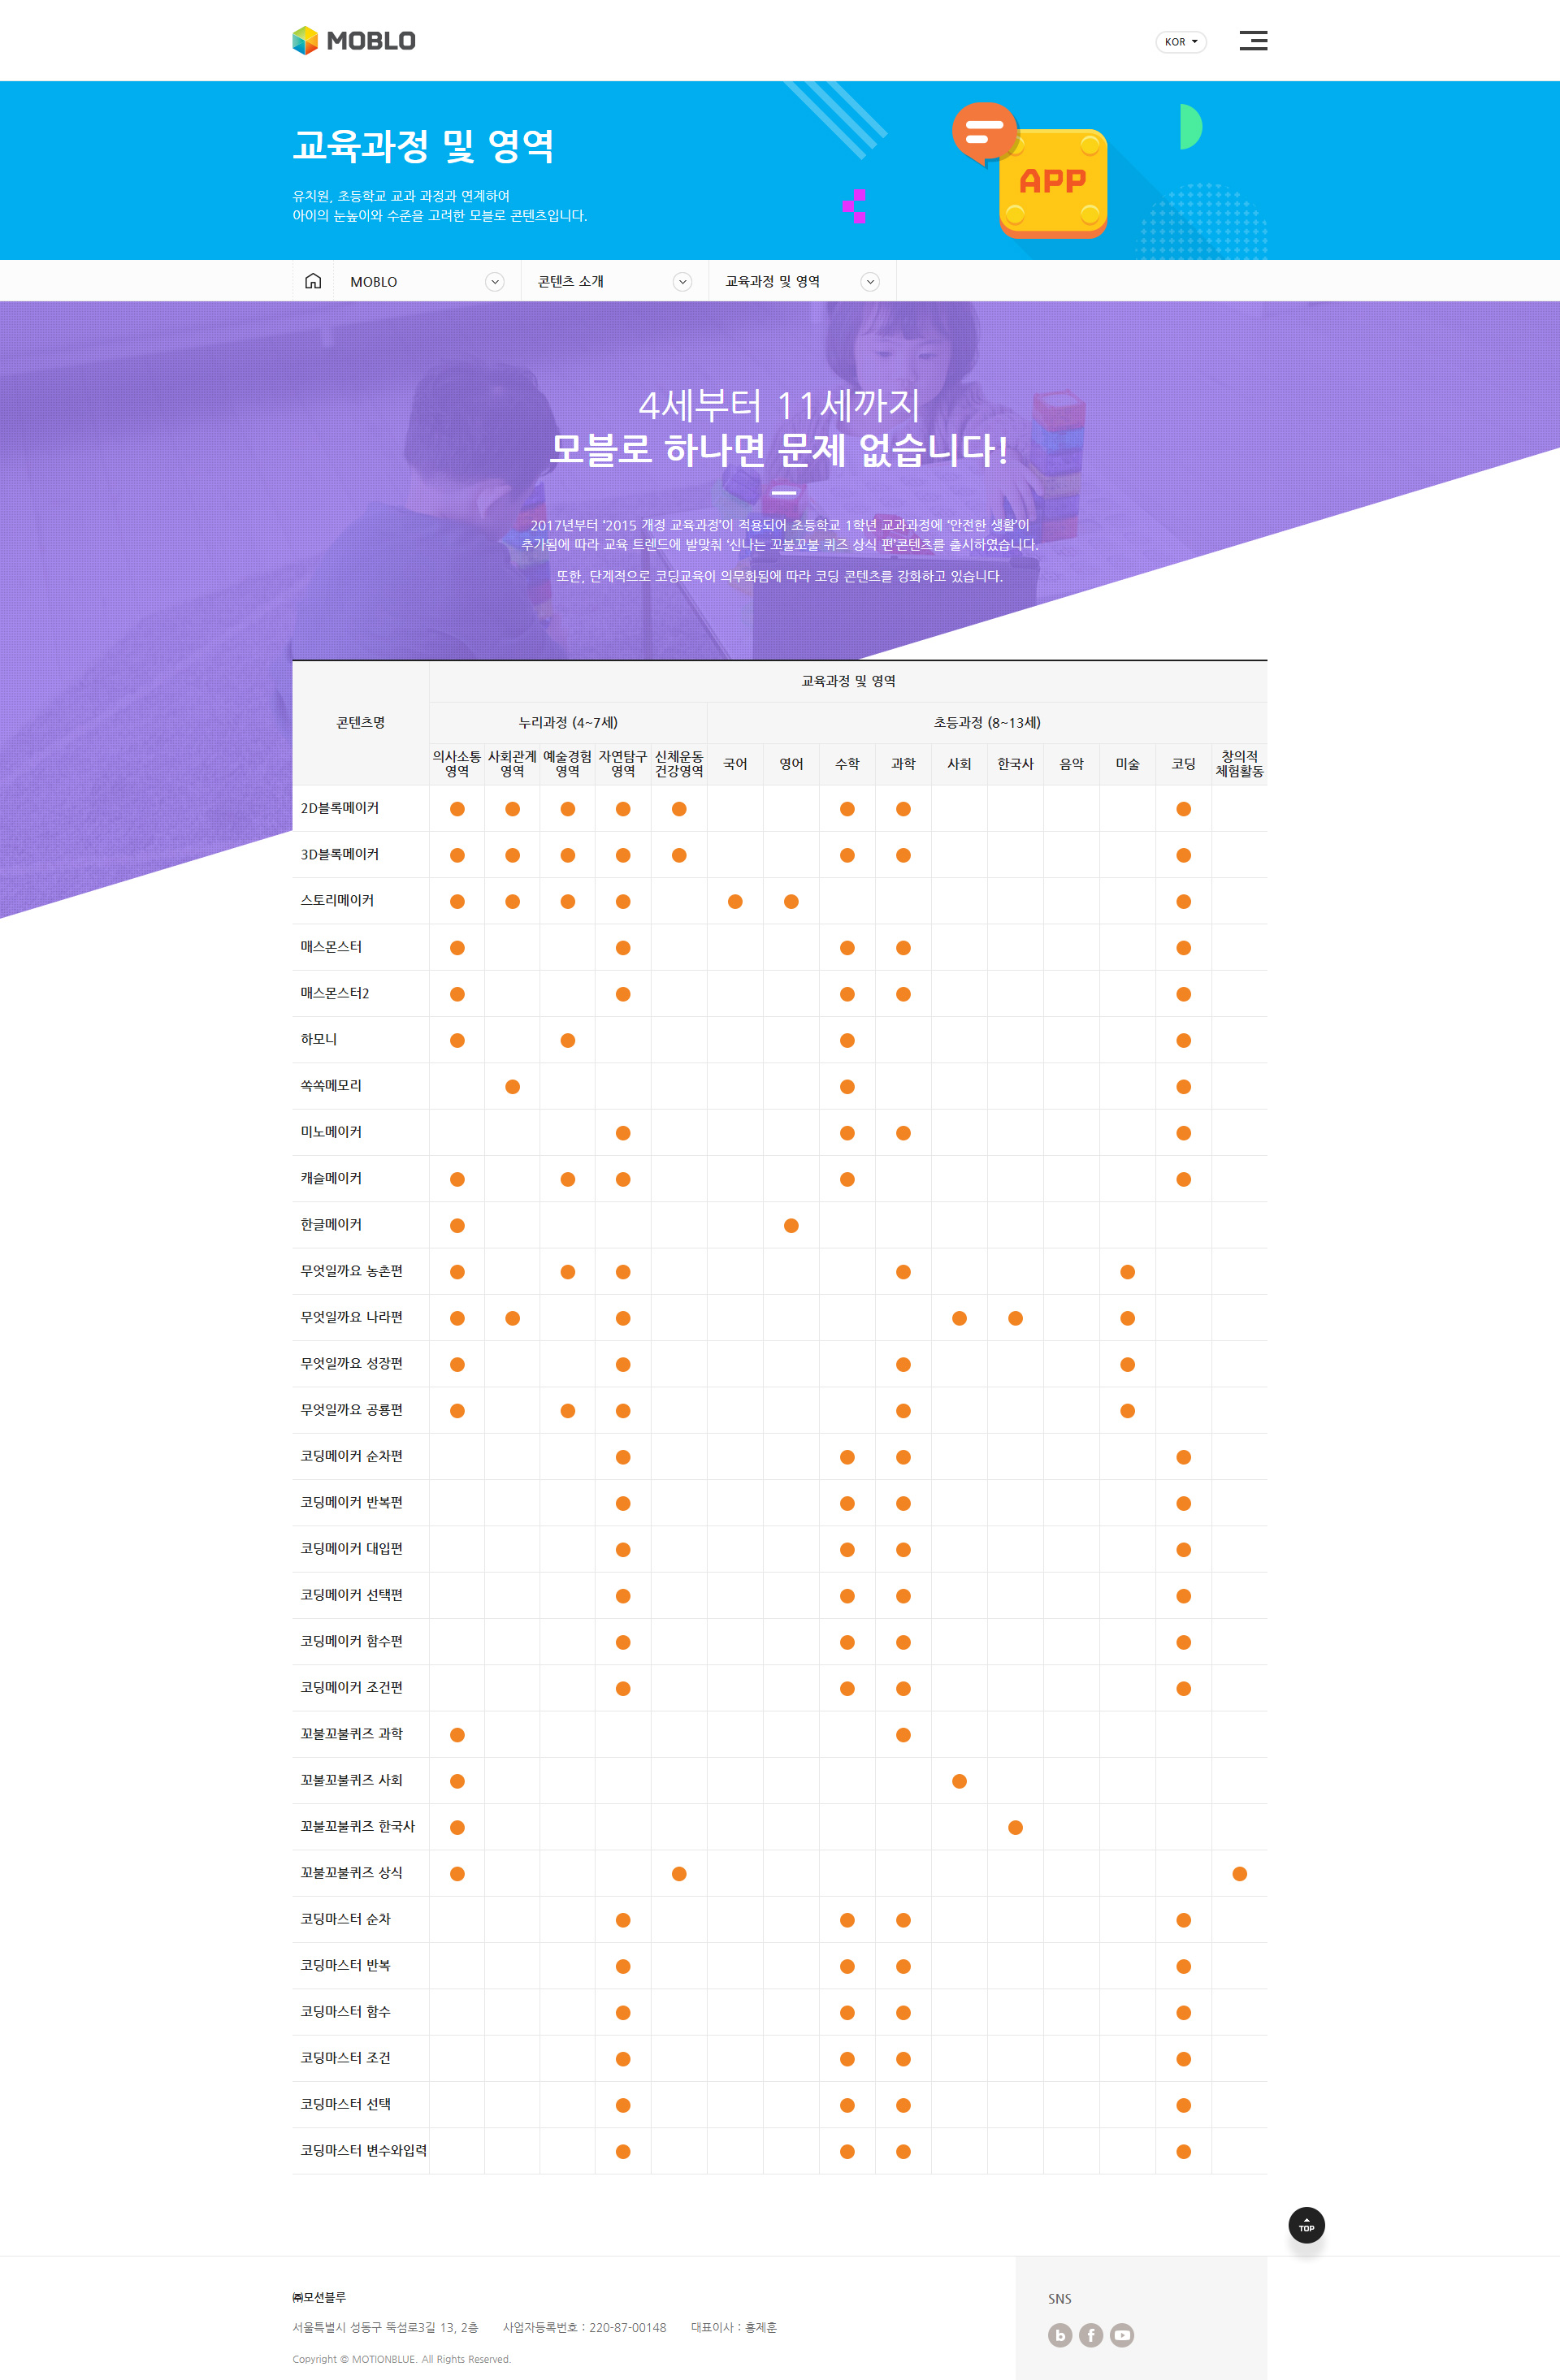 MOBLO
KOR
교육과정 및 영역
유치원, 초등학교 교과 과정과 연계하여
아이의 눈높이와 수준을 고려한 모블로 콘텐츠입니다.
APP
MOBLO
콘텐츠 소개
교육과정 및 영역
4세부터 11세까지
모블로 하나면 문제 없습니다!
2017년부터 ‘2015 개정 교육과정’이 적용되어 초등학교 1학년 교과과정에 ‘안전한 생활’이
추가됨에 따라 교육 트렌드에 발맞춰 ‘신나는 꼬불꼬불 퀴즈 상식 편’콘텐츠를 출시하였습니다.
또한, 단계적으로 코딩교육이 의무화됨에 따라 코딩 콘텐츠를 강화하고 있습니다.
콘텐츠명
교육과정 및 영역
누리과정 (4~7세)
초등과정 (8~13세)
의사소통
영역
사회관계
영역
예술경험
영역
자연탐구
영역
신체운동
건강영역
국어
영어
수학
과학
사회
한국사
음악
미술
코딩
창의적
체험활동
2D블록메이커
3D블록메이커
스토리메이커
매스몬스터
매스몬스터2
하모니
쏙쏙메모리
미노메이커
캐슬메이커
한글메이커
무엇일까요 농촌편
무엇일까요 나라편
무엇일까요 성장편
무엇일까요 공룡편
코딩메이커 순차편
코딩메이커 반복편
코딩메이커 대입편
코딩메이커 선택편
코딩메이커 함수편
코딩메이커 조건편
꼬불꼬불퀴즈 과학
꼬불꼬불퀴즈 사회
꼬불꼬불퀴즈 한국사
꼬불꼬불퀴즈 상식
코딩마스터 순차
코딩마스터 반복
코딩마스터 함수
코딩마스터 조건
코딩마스터 선택
코딩마스터 변수와입력
TOP
㈜모션블루
서울특별시 성동구 뚝섬로3길 13, 2층 사업자등록번호 : 220-87-00148 대표이사 : 홍제훈
Copyright © MOTIONBLUE. All Rights Reserved.
SNS